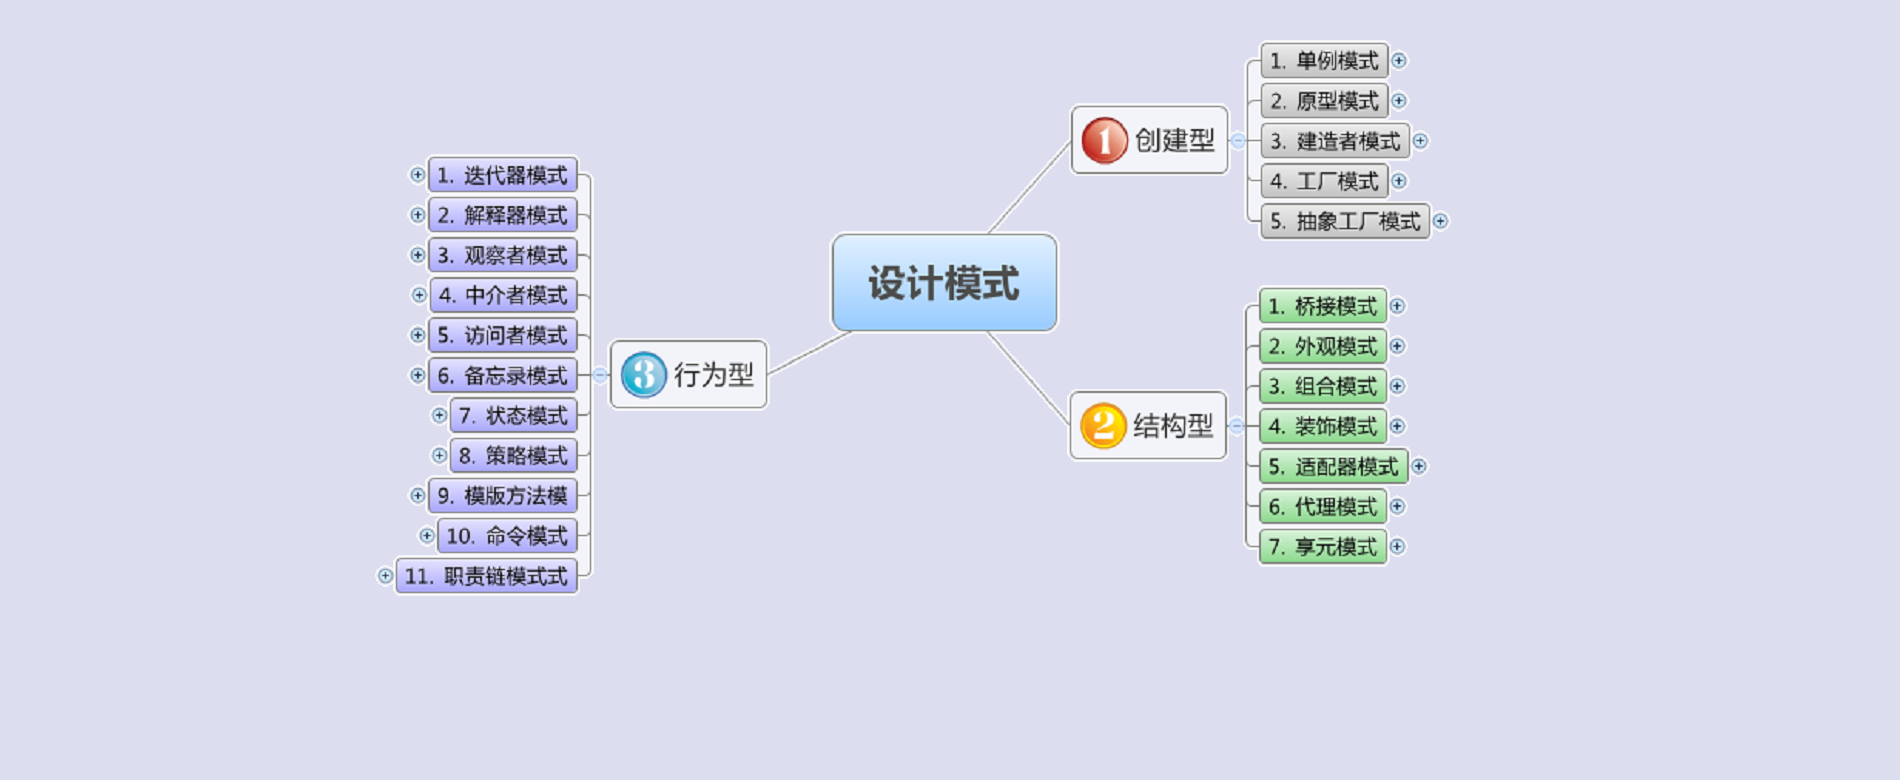 设计模式
1 创建型
1. 单例模式
2. 原型模式
3. 建造者模式
4. 工厂模式
5. 抽象工厂模式
2 结构型
1. 桥接模式
2. 外观模式
3. 组合模式
4. 装饰模式
5. 适配器模式
6. 代理模式
7. 享元模式
3 行为型
1. 迭代器模式
2. 解释器模式
3. 观察者模式
4. 中介者模式
5. 访问者模式
6. 备忘录模式
7. 状态模式
8. 策略模式
9. 模版方法模
10. 命令模式
11. 职责链模式式